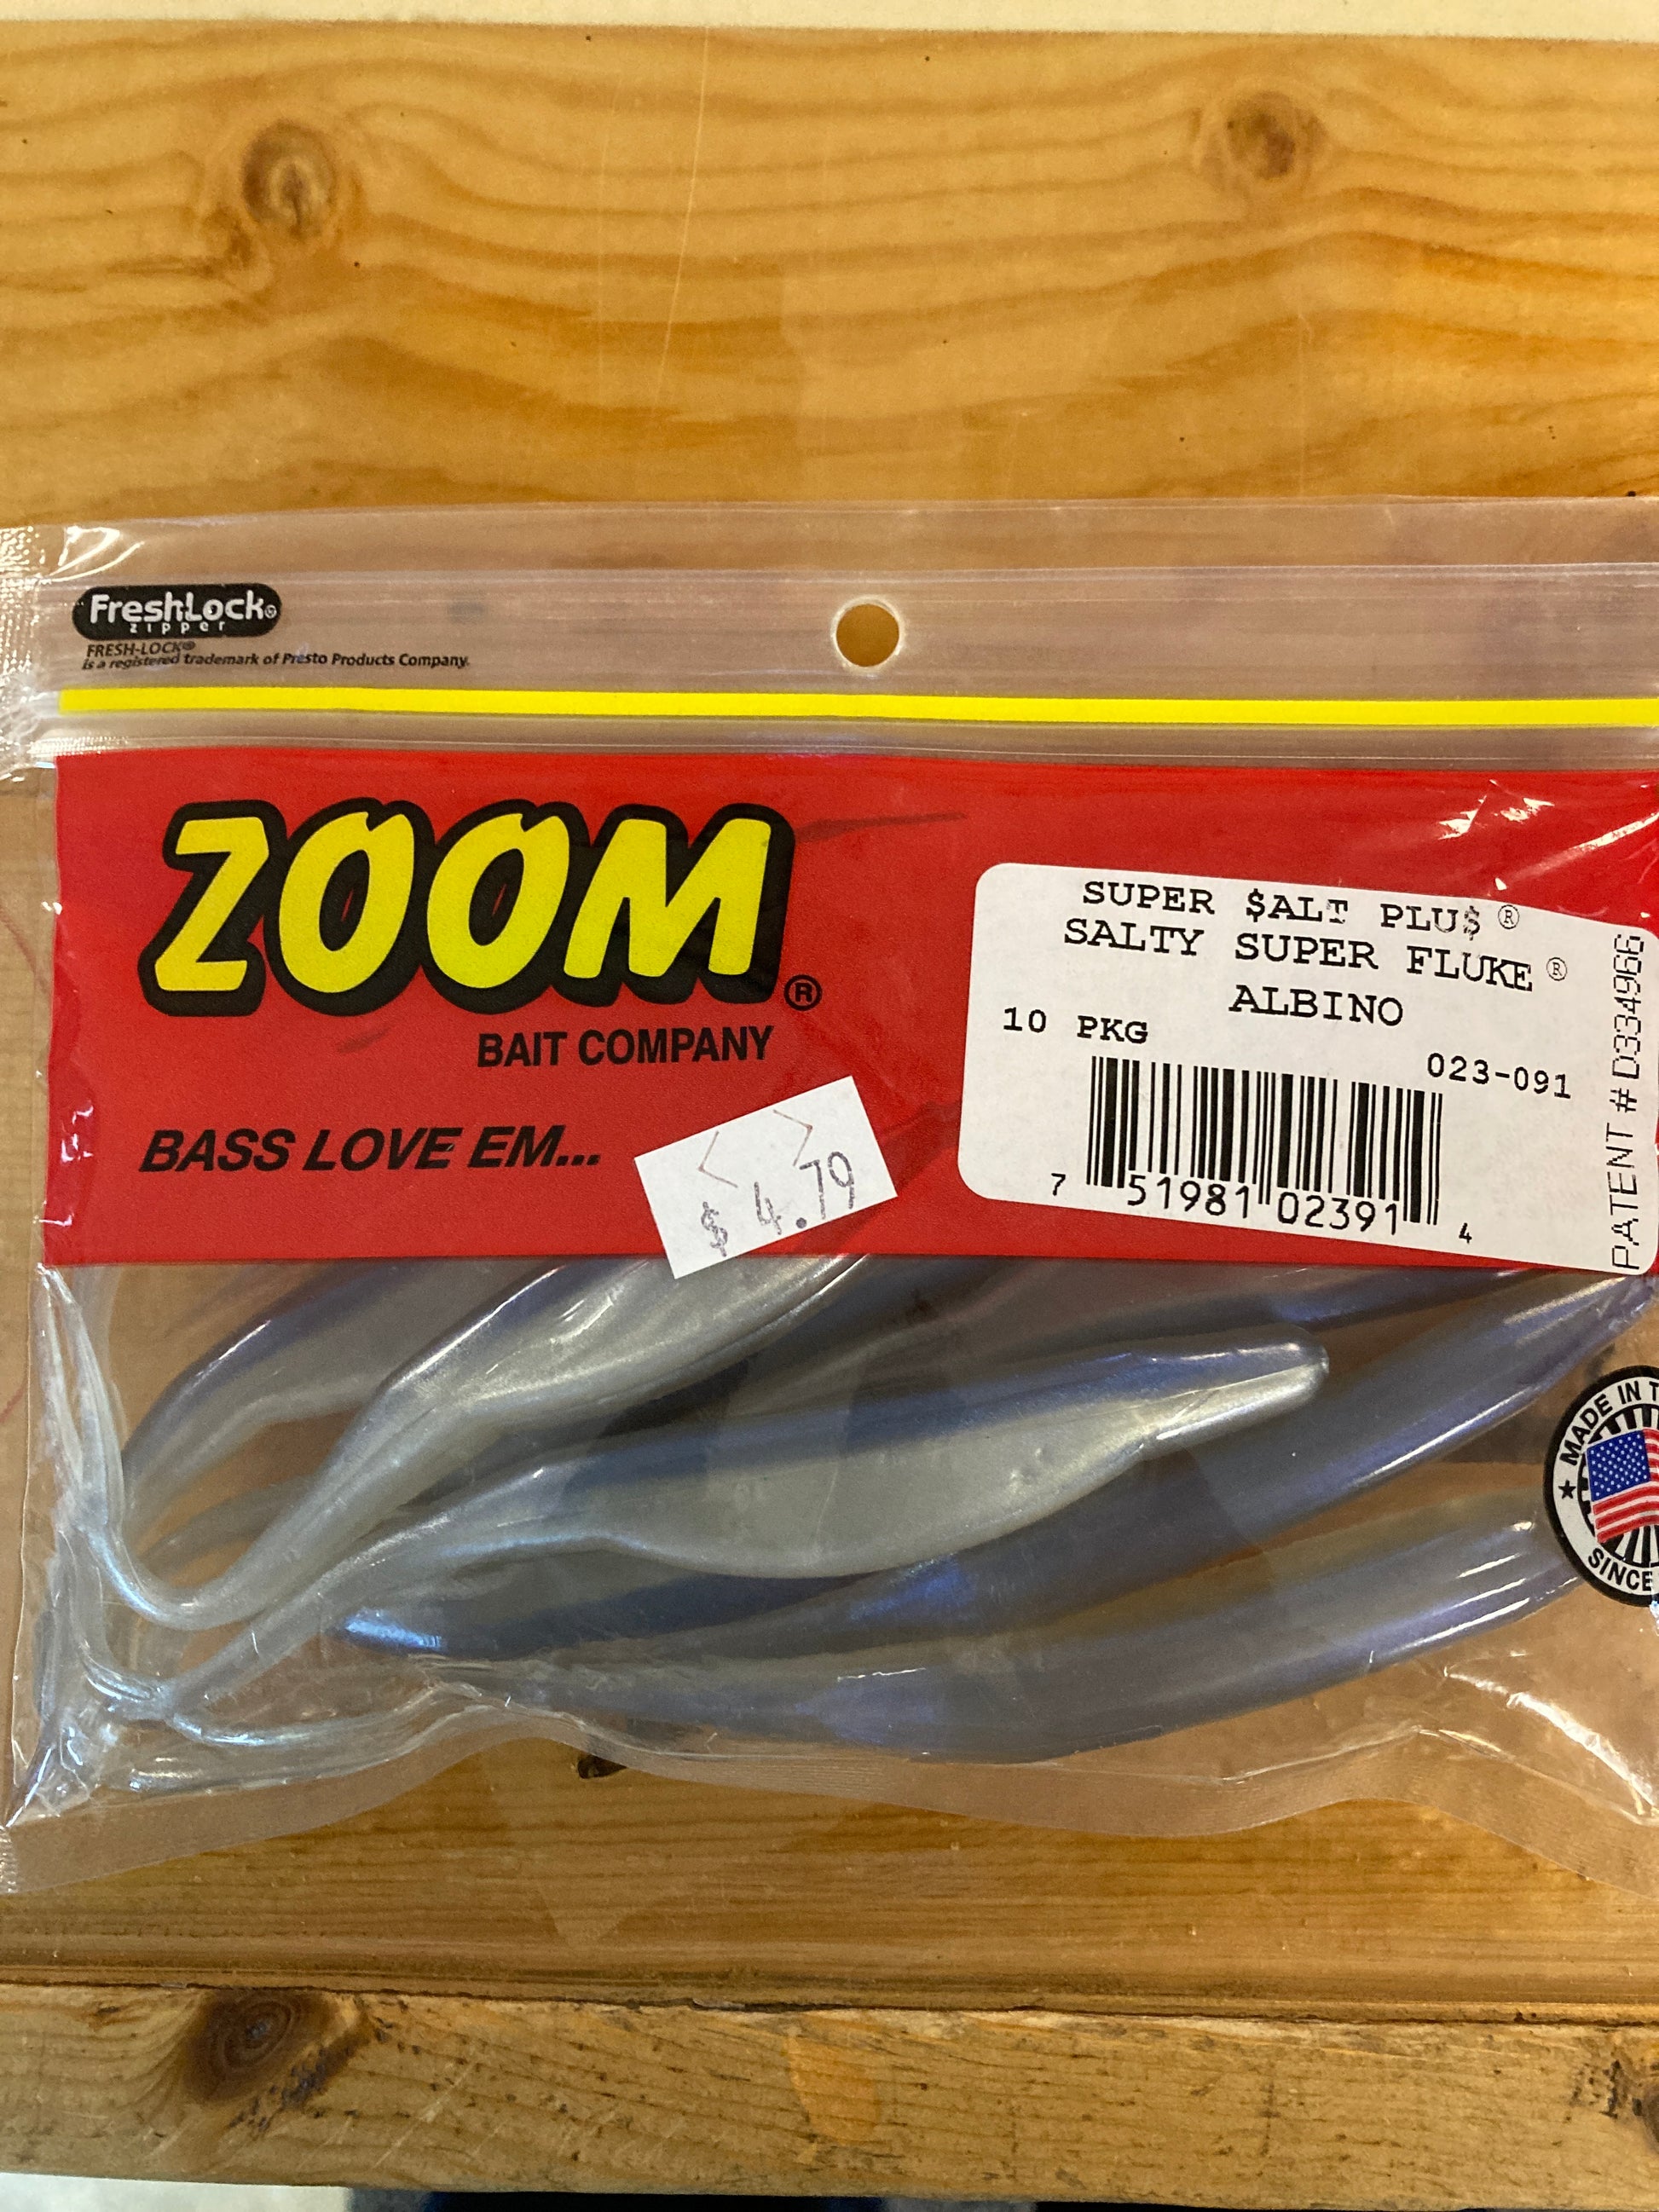 FreshLock®
zipper
FRESH-LOCK®
is a registered trademark of Presto Products Company.
ZOOM®
BAIT COMPANY
BASS LOVE EM...
$ 4.79
SUPER $ALT PLU$ ®
SALTY SUPER FLUKE ®
ALBINO
10 PKG
023-091
7 51981 02391 4
PATENT # D334966
MADE IN T
SINCE